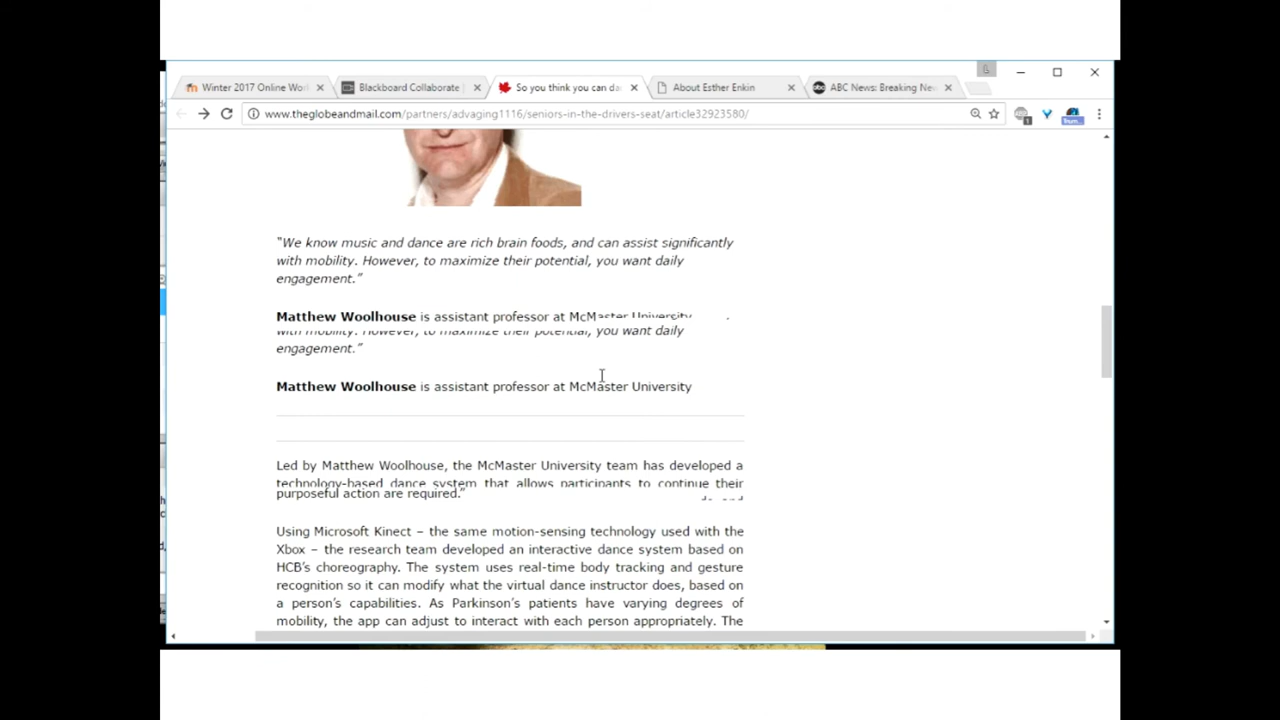 L
Winter 2017 Online Wor
Blackboard Collaborate
So you think you can da
About Esther Enkin
ABC News: Breaking Ne
www.theglobeandmail.com/partners/advaging1116/seniors-in-the-drivers-seat/article32923580/
"We know music and dance are rich brain foods, and can assist significantly
with mobility. However, to maximize their potential, you want daily
engagement."
Matthew Woolhouse is assistant professor at McMaster University
with mobility. However, to maximize their potential, you want daily
engagement."
Matthew Woolhouse is assistant professor at McMaster University
Led by Matthew Woolhouse, the McMaster University team has developed a
technology-based dance system that allows participants to continue their
purposeful action are required."
Using Microsoft Kinect – the same motion-sensing technology used with the
Xbox – the research team developed an interactive dance system based on
HCB's choreography. The system uses real-time body tracking and gesture
recognition so it can modify what the virtual dance instructor does, based on
a person's capabilities. As Parkinson's patients have varying degrees of
mobility, the app can adjust to interact with each person appropriately. The